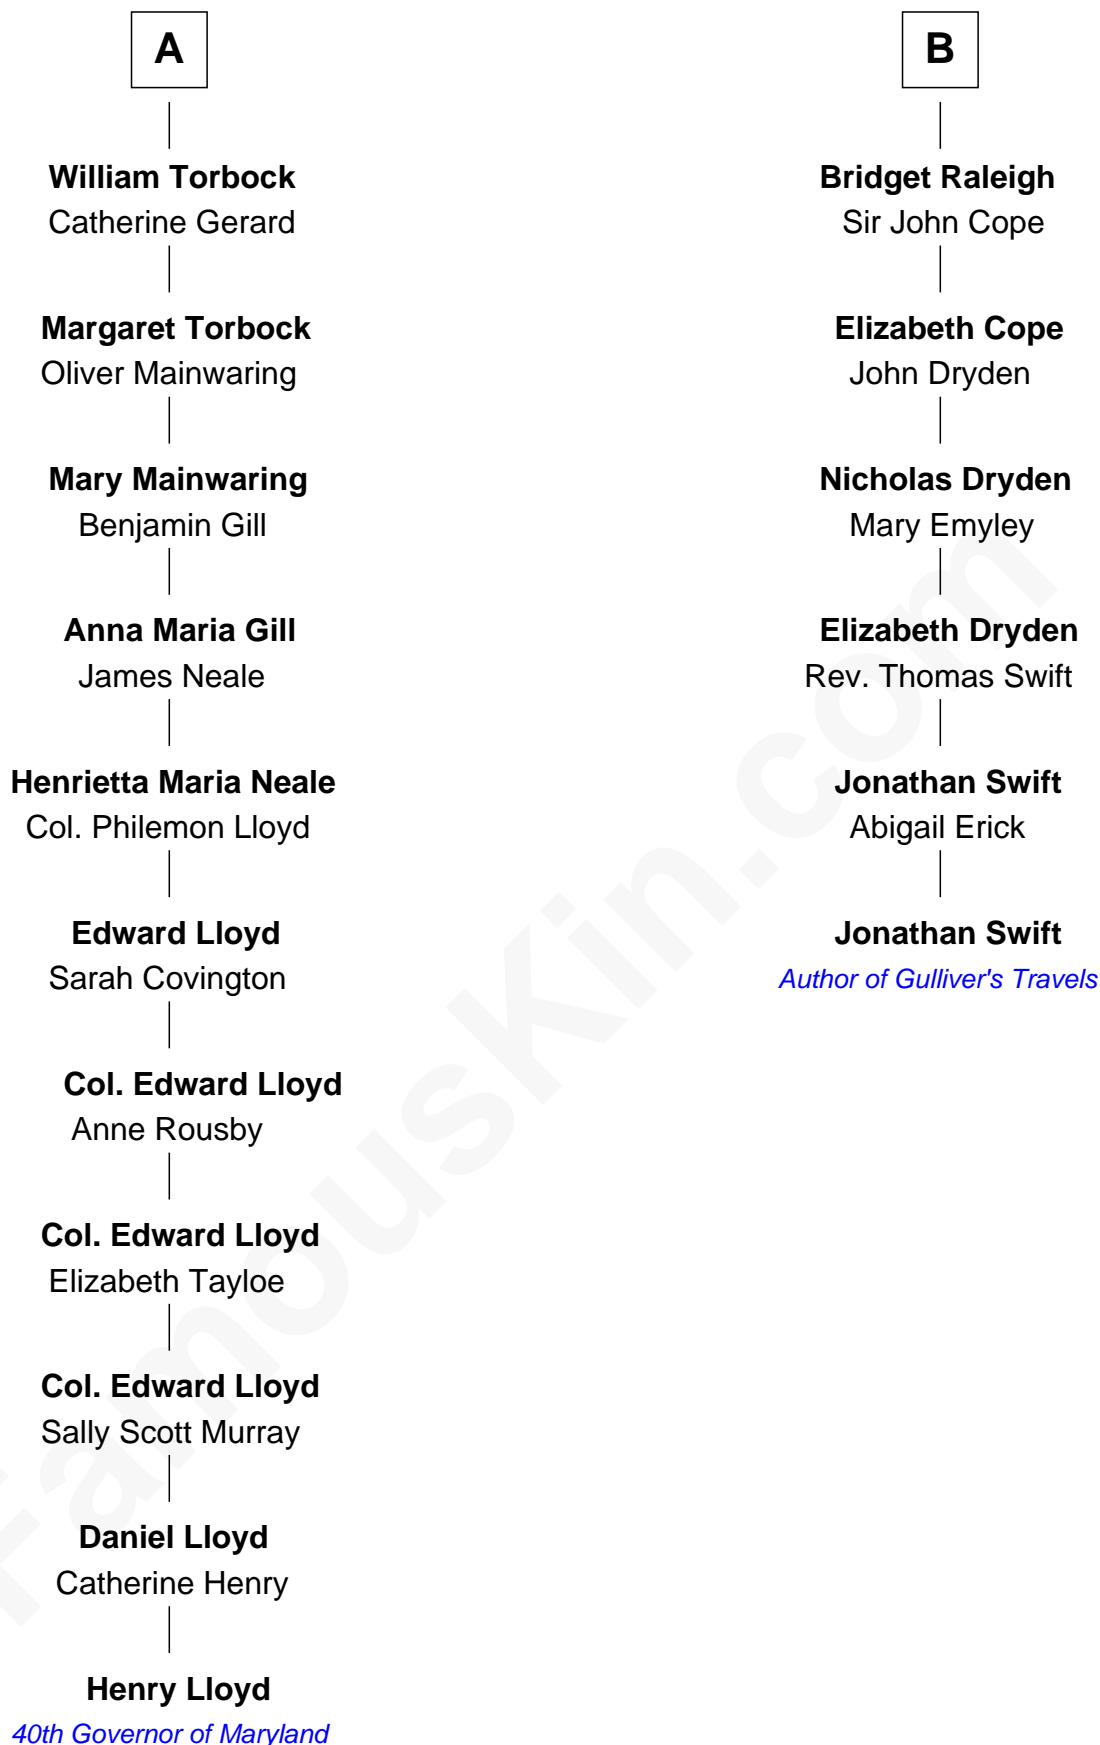 A
William Torbock
Catherine Gerard
Margaret Torbock
Oliver Mainwaring
Mary Mainwaring
Benjamin Gill
Anna Maria Gill
James Neale
Henrietta Maria Neale
Col. Philemon Lloyd
Edward Lloyd
Sarah Covington
Col. Edward Lloyd
Anne Rousby
Col. Edward Lloyd
Elizabeth Tayloe
Col. Edward Lloyd
Sally Scott Murray
Daniel Lloyd
Catherine Henry
Henry Lloyd
40th Governor of Maryland
B
Bridget Raleigh
Sir John Cope
Elizabeth Cope
John Dryden
Nicholas Dryden
Mary Emyley
Elizabeth Dryden
Rev. Thomas Swift
Jonathan Swift
Abigail Erick
Jonathan Swift
Author of Gulliver's Travels
FamousKin.com